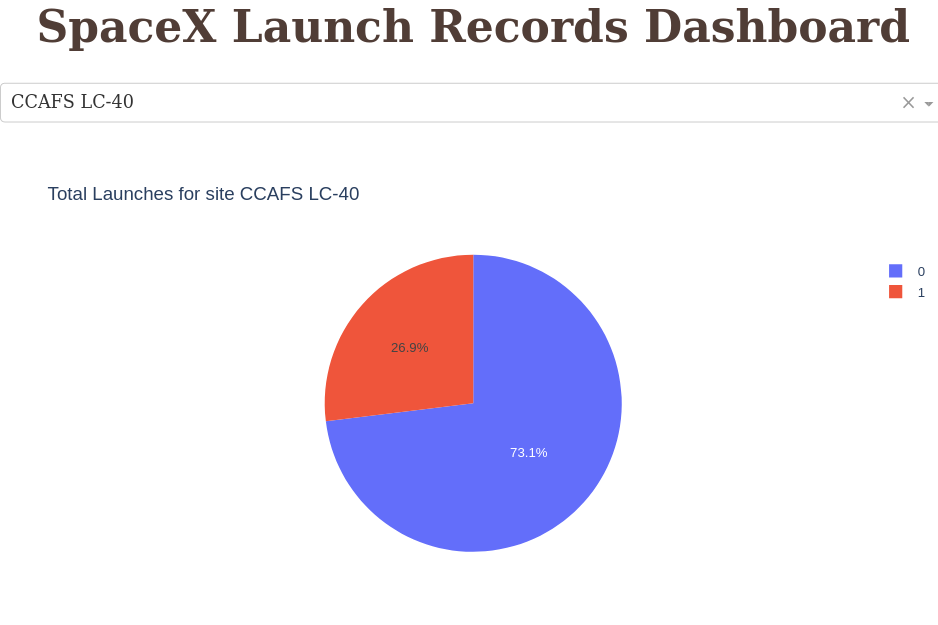 SpaceX Launch Records Dashboard
CCAFS LC-40
Total Launches for site CCAFS LC-40
0
1
26.9%
73.1%